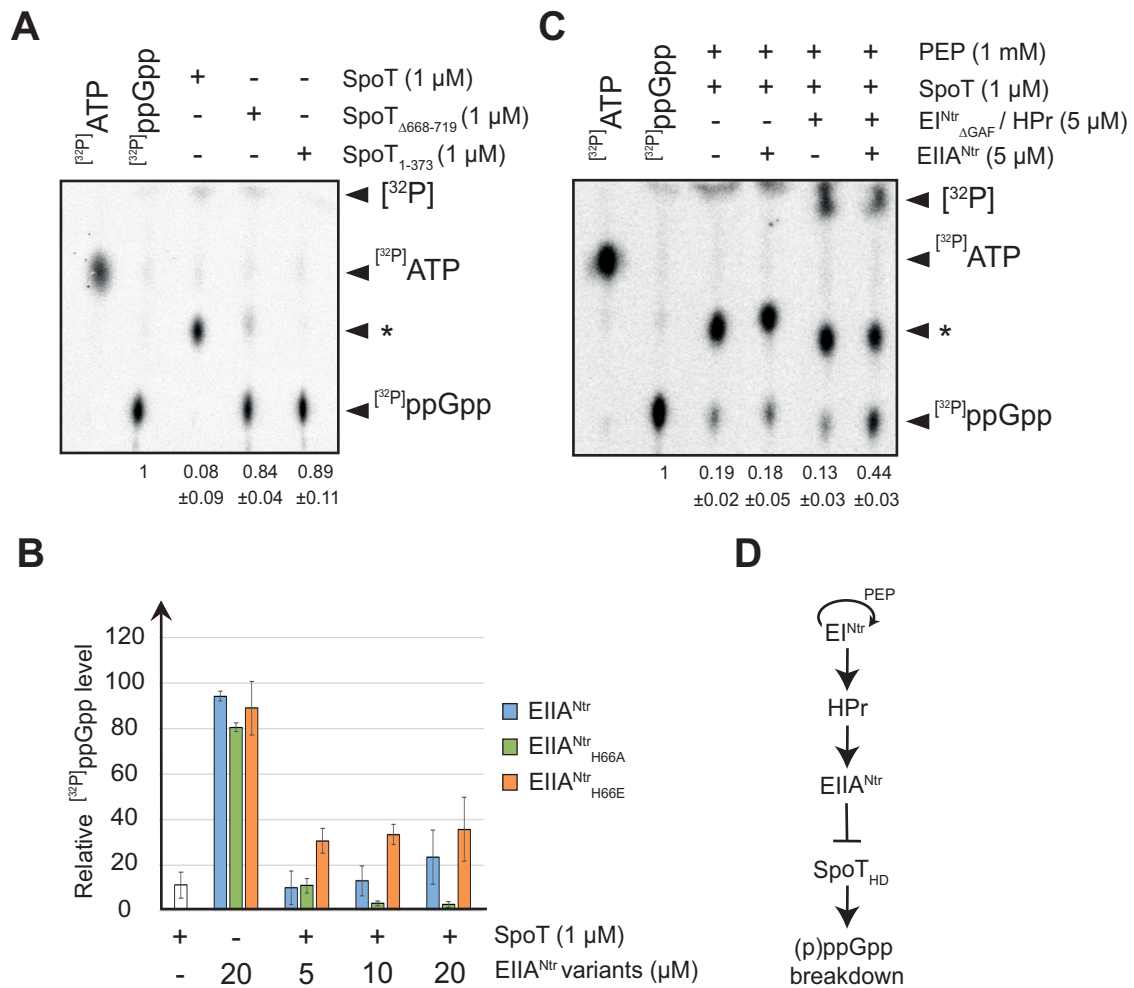 A
[32P]ATP
[32P]ppGpp
+ - - SpoT (1 µM)
- + - SpoTΔ668-719 (1 µM)
- - + SpoT1-373 (1 µM)
[32P]
[32P]ATP
*
[32P]ppGpp
1 0.08 0.84 0.89
±0.09 ±0.04 ±0.11
C
[32P]ATP
[32P]ppGpp
+ + + + PEP (1 mM)
+ + + + SpoT (1 µM)
- - + + EINtrΔGAF / HPr (5 µM)
- + - + EIIANtr (5 µM)
[32P]
[32P]ATP
*
[32P]ppGpp
1 0.19 0.18 0.13 0.44
±0.02 ±0.05 ±0.03 ±0.03
B
Relative [32P]ppGpp level
120
100
80
60
40
20
0
EIIANtr
EIIANtrH66A
EIIANtrH66E
+ - + + + SpoT (1 µM)
- 20 5 10 20 EIIANtr variants (µM)
D
PEP
EINtr
HPr
EIIANtr
SpoTHD
(p)ppGpp
breakdown